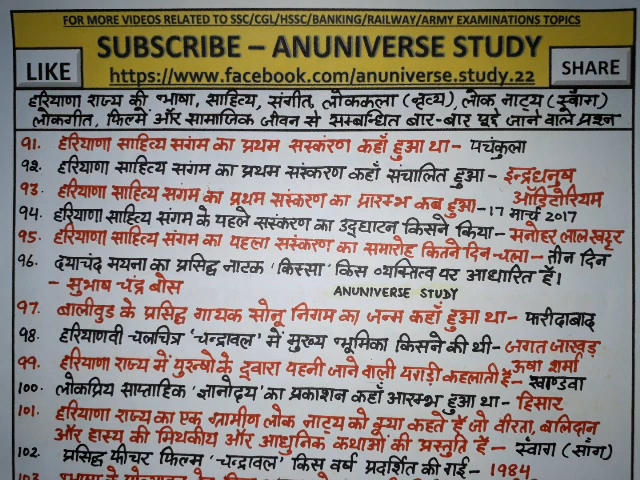 FOR MORE VIDEOS RELATED TO SSC/CGL/HSSC/BANKING/RAILWAY/ARMY EXAMINATIONS TOPICS
SUBSCRIBE – ANUNIVERSE STUDY
LIKE
https://www.facebook.com/anuniverse.study.22
SHARE
हरियाणा राज्य की भाषा, साहित्य, संगीत, लोककला (नृत्य), लोक नाट्य (स्वांग)
लोकगीत, फिल्में और सामाजिक जीवन से सम्बन्धित बार-बार पूछे जाने वाले प्रश्न
91. हरियाणा साहित्य संगम का प्रथम संस्करण कहाँ हुआ था – पचंकुला
92. हरियाणा साहित्य संगम का प्रथम संस्करण कहाँ संचालित हुआ – इन्द्रधनुष
ऑडिटोरियम
93. हरियाणा साहित्य संगम का प्रथम संस्करण का प्रारम्भ कब हुआ – 17 मार्च 2017
94. हरियाणा साहित्य संगम के पहले संस्करण का उद्घाटन किसने किया – मनोहर लाल खट्टर
95. हरियाणा साहित्य संगम का पहला संस्करण का समारोह कितने दिन चला – तीन दिन
96. दयाचंद मयना का प्रसिद्ध नाटक 'किस्सा' किस व्यक्तित्व पर आधारित है।
– सुभाष चंद्र बोस
ANUNIVERSE STUDY
97. बालीवुड के प्रसिद्ध गायक सोनू निगम का जन्म कहाँ हुआ था – फरीदाबाद
98. हरियाणवी चलचित्र 'चन्द्रावल' में मुख्य भूमिका किसने की थी – जगत जाखड़
ऊषा शर्मा
99. हरियाणा राज्य में पुरुषो के द्वारा पहनी जाने वाली पगड़ी कहलाती है – खाण्डवा
100. लोकप्रिय साप्ताहिक 'ज्ञानोदय' का प्रकाशन कहाँ आरम्भ हुआ था – हिसार
101. हरियाणा राज्य का एक ग्रामीण लोक नाट्य को क्या कहते हैं जो वीरता, बलिदान
और हास्य की मिथकीय और आधुनिक कथाओं की प्रस्तुति है – स्वांग (सांग)
102. प्रसिद्ध फीचर फिल्म 'चन्द्रावल' किस वर्ष प्रदर्शित की गई – 1984